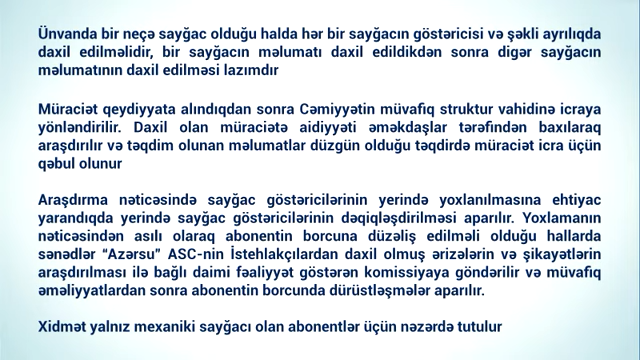 Ünvanda bir neçə sayğac olduğu halda hər bir sayğacın göstəricisi və şəkli ayrılıqda
daxil edilməlidir, bir sayğacın məlumatı daxil edildikdən sonra digər sayğacın
məlumatının daxil edilməsi lazımdır
Müraciət qeydiyyata alındıqdan sonra Cəmiyyətin müvafiq struktur vahidinə icraya
yönləndirilir. Daxil olan müraciətə aidiyyəti əməkdaşlar tərəfindən baxılaraq
araşdırılır və təqdim olunan məlumatlar düzgün olduğu təqdirdə müraciət icra üçün
qəbul olunur
Araşdırma nəticəsində sayğac göstəricilərinin yerində yoxlanılmasına ehtiyac
yarandıqda yerində sayğac göstəricilərinin dəqiqləşdirilməsi aparılır. Yoxlamanın
nəticəsindən asılı olaraq abonentin borcuna düzəliş edilməli olduğu hallarda
sənədlər “Azərsu” ASC-nin İstehlakçılardan daxil olmuş ərizələrin və şikayətlərin
araşdırılması ilə bağlı daimi fəaliyyət göstərən komissiyaya göndərilir və müvafiq
əməliyyatlardan sonra abonentin borcunda dürüstləşmələr aparılır.
Xidmət yalnız mexaniki sayğacı olan abonentlər üçün nəzərdə tutulur